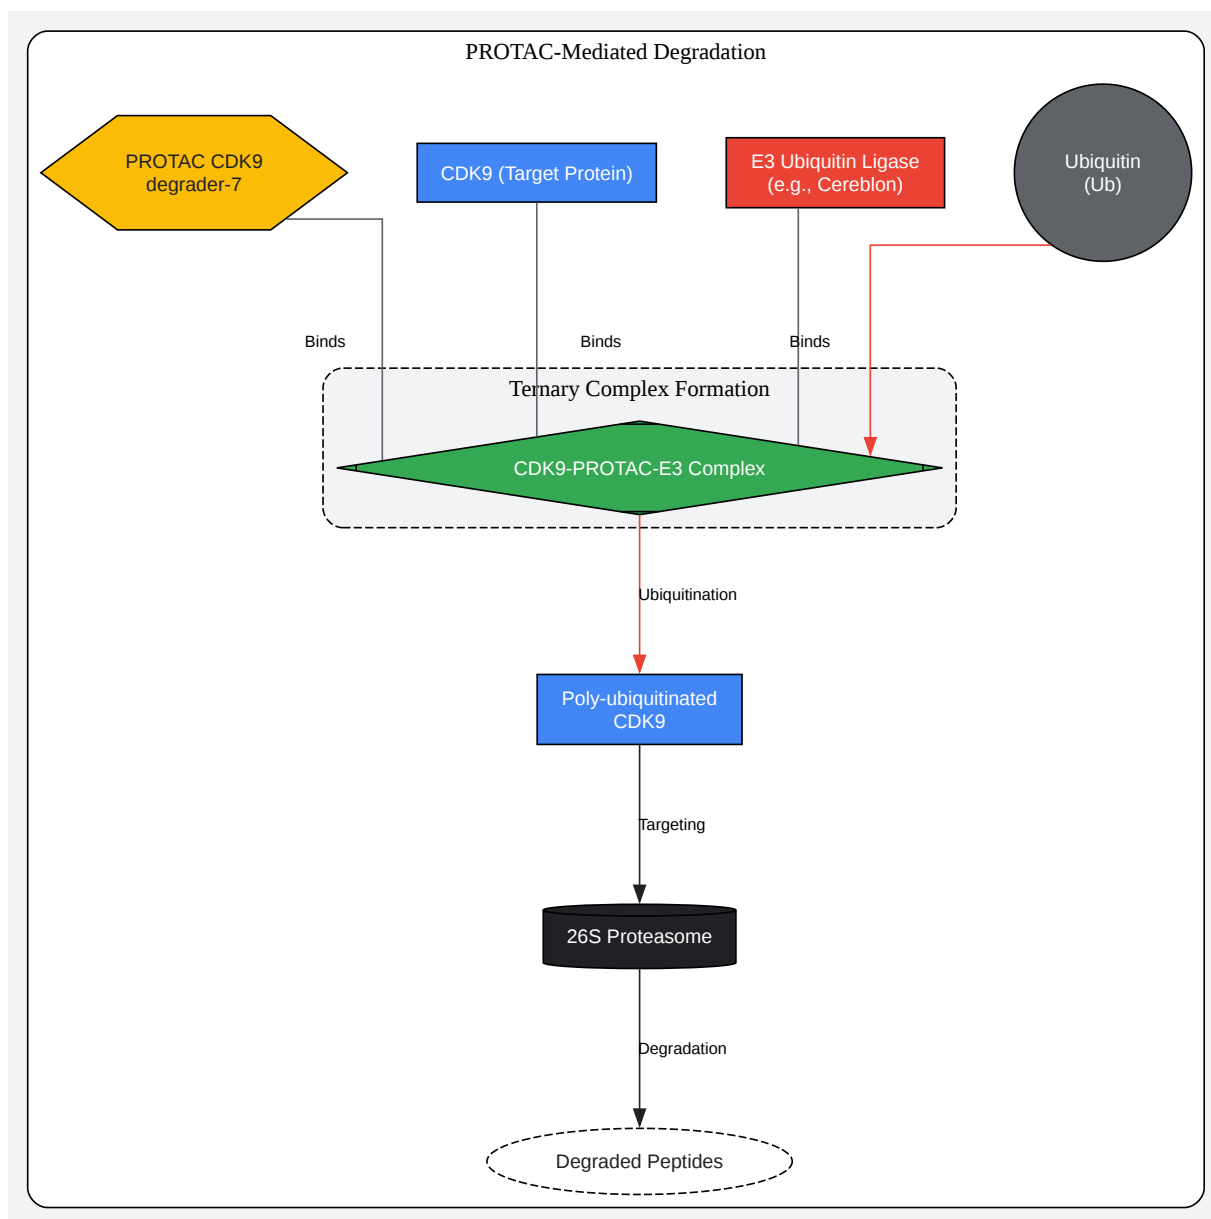 PROTAC-Mediated Degradation
PROTAC CDK9
degrader-7
CDK9 (Target Protein)
E3 Ubiquitin Ligase
(e.g., Cereblon)
Ubiquitin
(Ub)
Binds
Binds
Binds
Ternary Complex Formation
CDK9-PROTAC-E3 Complex
Ubiquitination
Poly-ubiquitinated
CDK9
Targeting
26S Proteasome
Degradation
Degraded Peptides